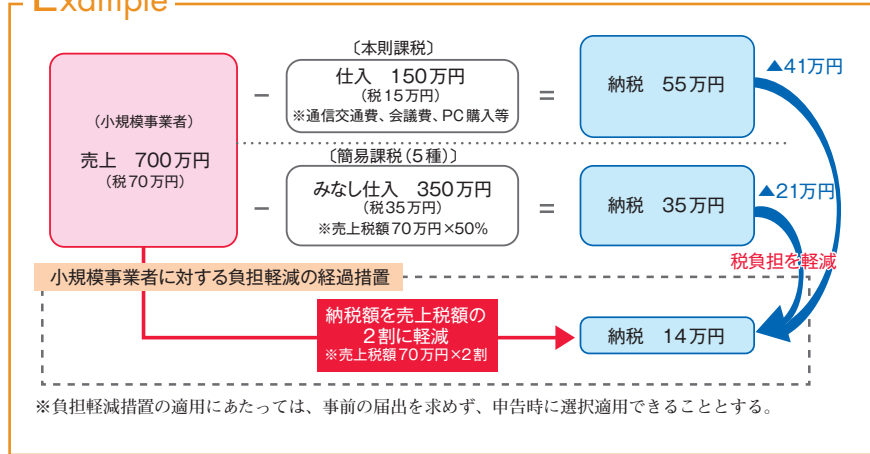 Example
(小規模事業者)
売上 700万円
(税70万円)
〔本則課税〕
−
仕入 150万円
(税15万円)
※通信交通費、会議費、PC購入等
=
納税 55万円
▲41万円
〔簡易課税(5種)〕
−
みなし仕入 350万円
(税35万円)
※売上税額70万円×50%
=
納税 35万円
▲21万円
税負担を軽減
小規模事業者に対する負担軽減の経過措置
納税額を売上税額の
2割に軽減
※売上税額70万円×2割
納税 14万円
※負担軽減措置の適用にあたっては、事前の届出を求めず、申告時に選択適用できることとする。